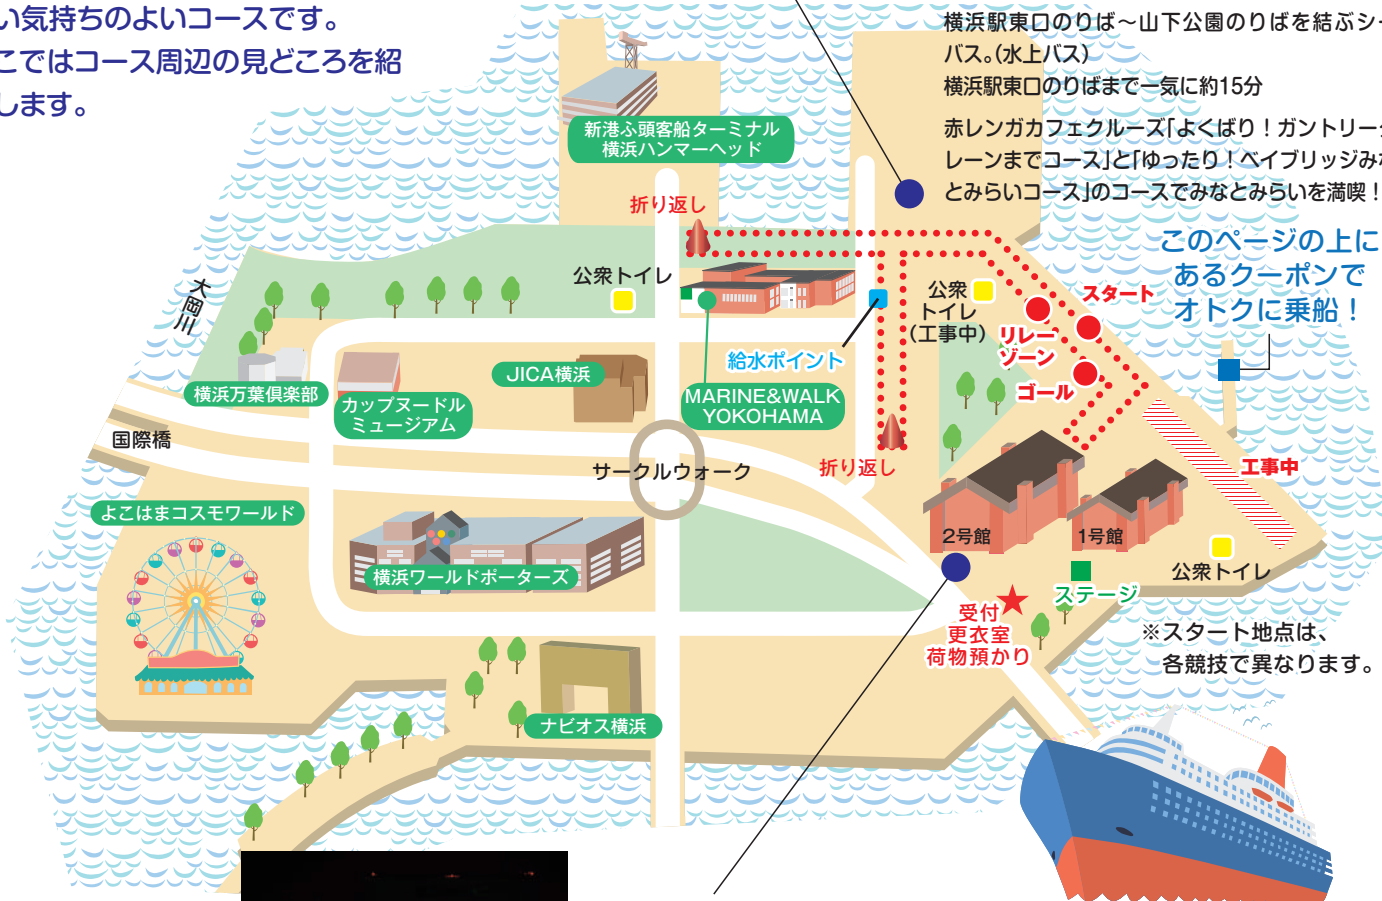 い気持ちのよいコースです。
こではコース周辺の見どころを紹
します。
横浜駅東口のりば～山下公園のりばを結ぶシー
バス。(水上バス)
横浜駅東口のりばまで一気に約15分
赤レンガカフェクルーズ「よくばり！ガントリーク
レーンまでコース」と「ゆったり！ベイブリッジみな
とみらいコース」のコースでみなとみらいを満喫！
このページの上に
あるクーポンで
オトクに乗船！
新港ふ頭客船ターミナル
横浜ハンマーヘッド
折り返し
大岡川
公衆トイレ
公衆
トイレ
(工事中)
スタート
リレー
ゾーン
ゴール
給水ポイント
JICA横浜
横浜万葉倶楽部
カップヌードル
ミュージアム
MARINE&WALK
YOKOHAMA
国際橋
サークルウォーク
折り返し
工事中
よこはまコスモワールド
2号館
1号館
横浜ワールドポーターズ
公衆トイレ
ステージ
受付
更衣室
荷物預かり
※スタート地点は、
各競技で異なります。
ナビオス横浜